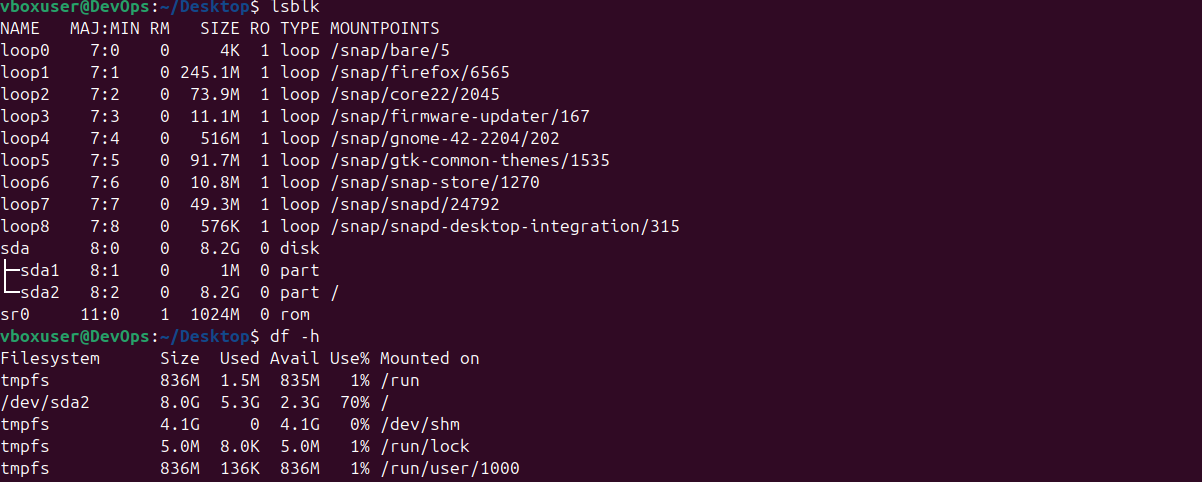 vboxuser@DevOps:~/Desktop$ lsblk
NAME   MAJ:MIN RM   SIZE RO TYPE MOUNTPOINTS
loop0    7:0    0     4K  1 loop /snap/bare/5
loop1    7:1    0 245.1M  1 loop /snap/firefox/6565
loop2    7:2    0  73.9M  1 loop /snap/core22/2045
loop3    7:3    0  11.1M  1 loop /snap/firmware-updater/167
loop4    7:4    0   516M  1 loop /snap/gnome-42-2204/202
loop5    7:5    0  91.7M  1 loop /snap/gtk-common-themes/1535
loop6    7:6    0  10.8M  1 loop /snap/snap-store/1270
loop7    7:7    0  49.3M  1 loop /snap/snapd/24792
loop8    7:8    0   576K  1 loop /snap/snapd-desktop-integration/315
sda      8:0    0   8.2G  0 disk
├─sda1   8:1    0     1M  0 part
└─sda2   8:2    0   8.2G  0 part /
sr0     11:0    1  1024M  0 rom
vboxuser@DevOps:~/Desktop$ df -h
Filesystem      Size  Used Avail Use% Mounted on
tmpfs           836M  1.5M  835M   1% /run
/dev/sda2       8.0G  5.3G  2.3G  70% /
tmpfs           4.1G     0  4.1G   0% /dev/shm
tmpfs           5.0M  8.0K  5.0M   1% /run/lock
tmpfs           836M  136K  836M   1% /run/user/1000